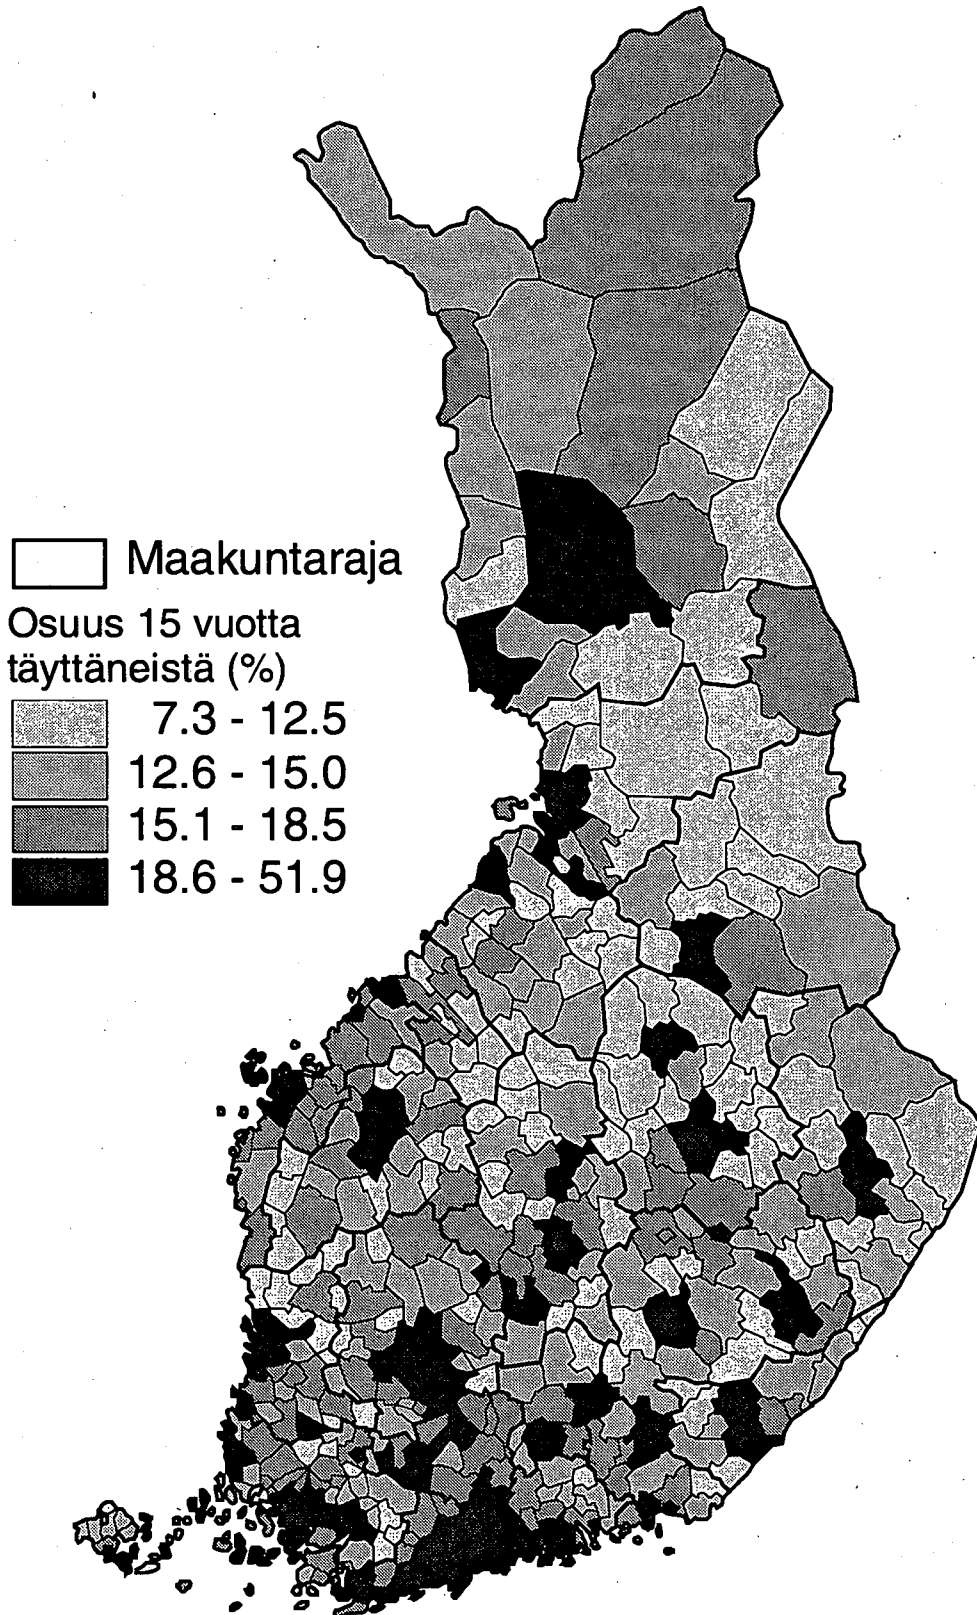 Maakuntaraja
Osuus 15 vuotta
täyttäneistä (%)
7.3 - 12.5
12.6 - 15.0
15.1 - 18.5
18.6 - 51.9